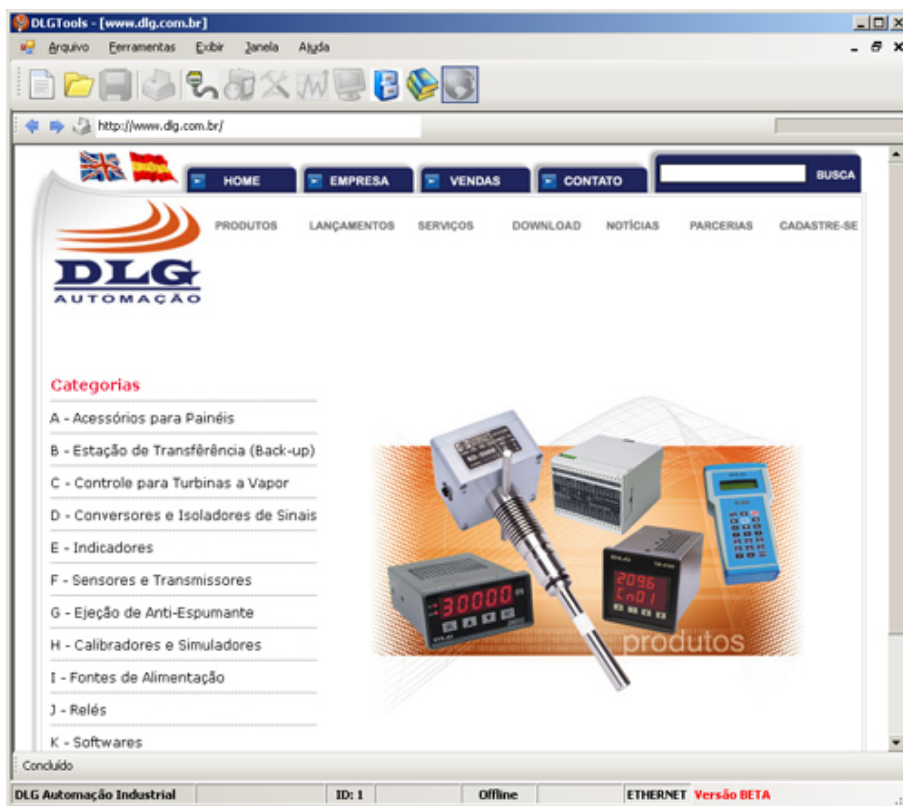 DLGTools - [www.dlg.com.br]
Arquivo Ferramentas Exibir Janela Ajuda
http://www.dlg.com.br/
HOME EMPRESA VENDAS CONTATO BUSCA
PRODUTOS LANÇAMENTOS SERVIÇOS DOWNLOAD NOTÍCIAS PARCERIAS CADASTRE-SE
DLG
AUTOMAÇÃO
Categorias
A - Acessórios para Painéis
B - Estação de Transfêrência (Back-up)
C - Controle para Turbinas a Vapor
D - Conversores e Isoladores de Sinais
E - Indicadores
F - Sensores e Transmissores
G - Ejeção de Anti-Espumante
H - Calibradores e Simuladores
I - Fontes de Alimentação
J - Relés
K - Softwares
30000
2096
Cn01
produtos
Concluído
DLG Automação Industrial ID: 1 Offline ETHERNET Versão BETA